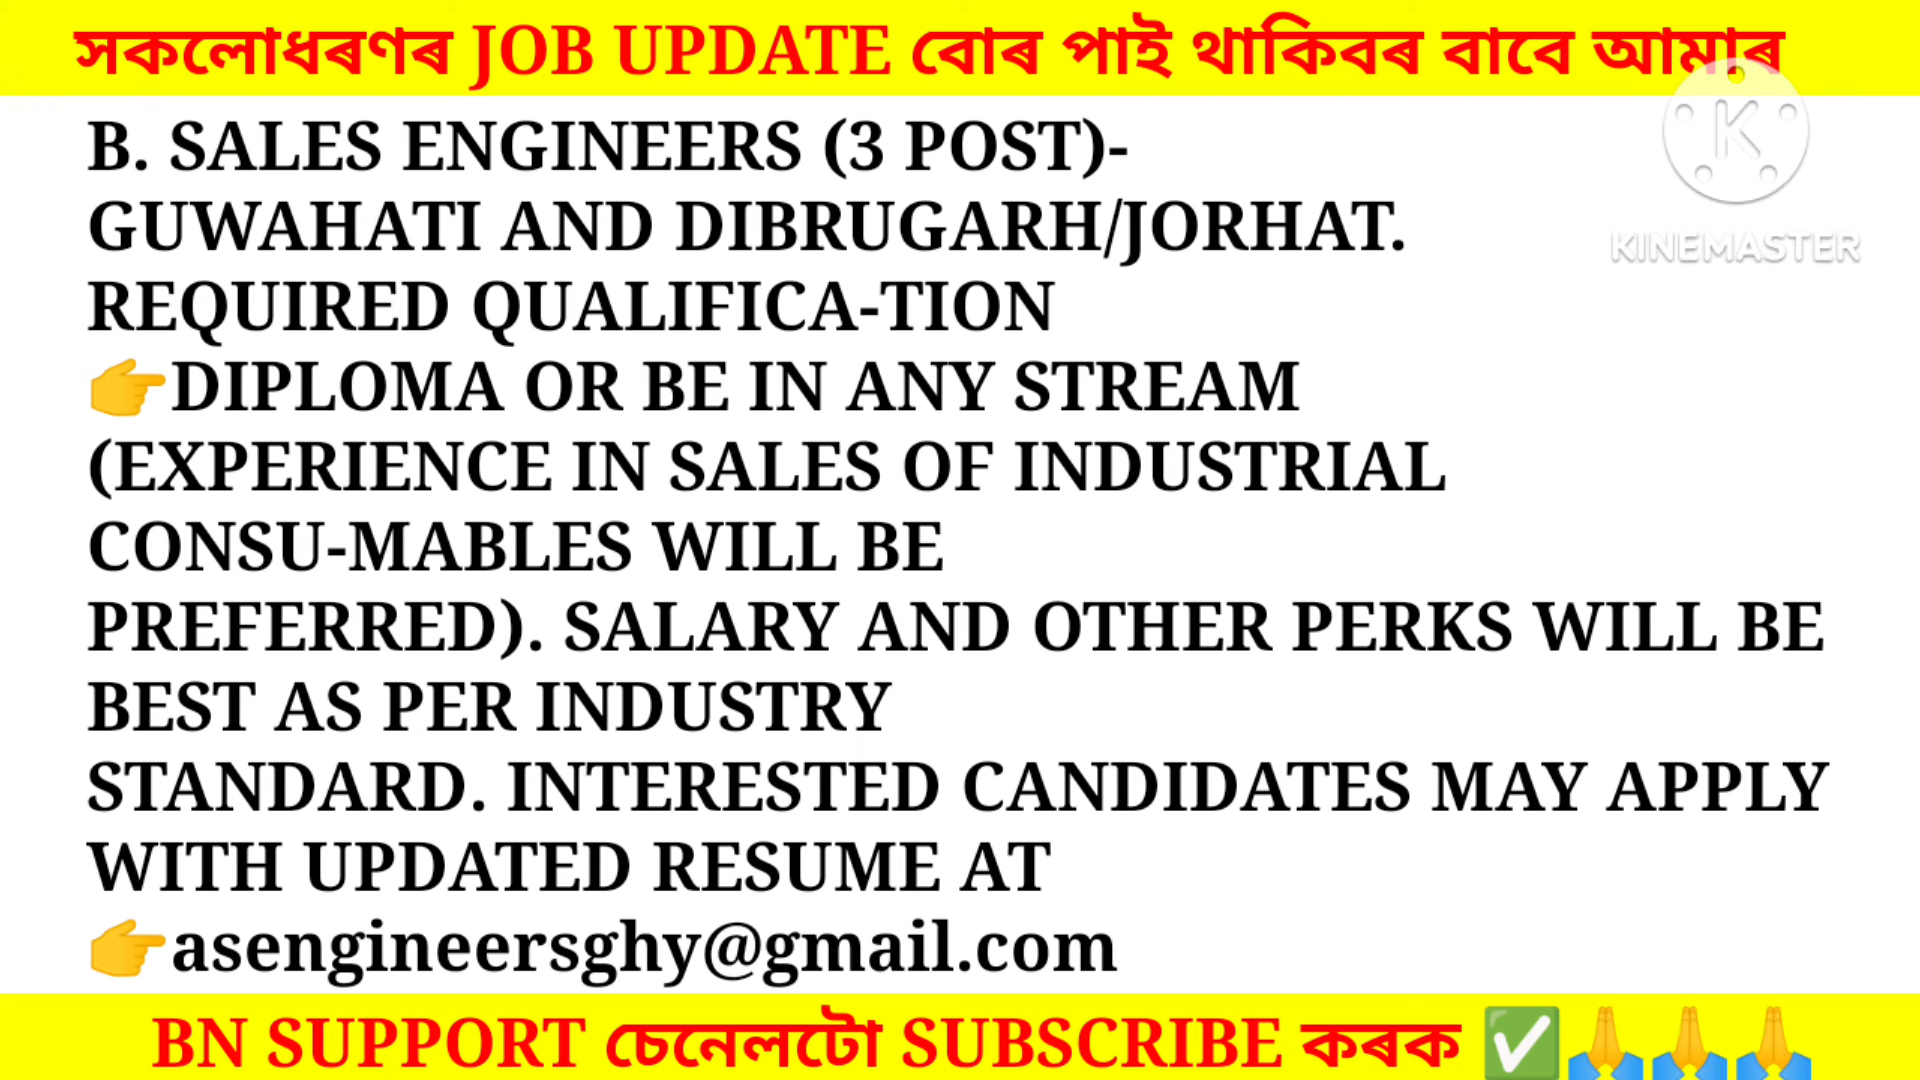 সকলোধৰণৰ JOB UPDATE বোৰ পাই থাকিবৰ বাবে আমাৰ
B. SALES ENGINEERS (3 POST)-
GUWAHATI AND DIBRUGARH/JORHAT.
REQUIRED QUALIFICA-TION
👉DIPLOMA OR BE IN ANY STREAM
(EXPERIENCE IN SALES OF INDUSTRIAL
CONSU-MABLES WILL BE
PREFERRED). SALARY AND OTHER PERKS WILL BE
BEST AS PER INDUSTRY
STANDARD. INTERESTED CANDIDATES MAY APPLY
WITH UPDATED RESUME AT
👉asengineersghy@gmail.com
BN SUPPORT চেনেলটো SUBSCRIBE কৰক ✅🙏🙏🙏
K
KINEMASTER